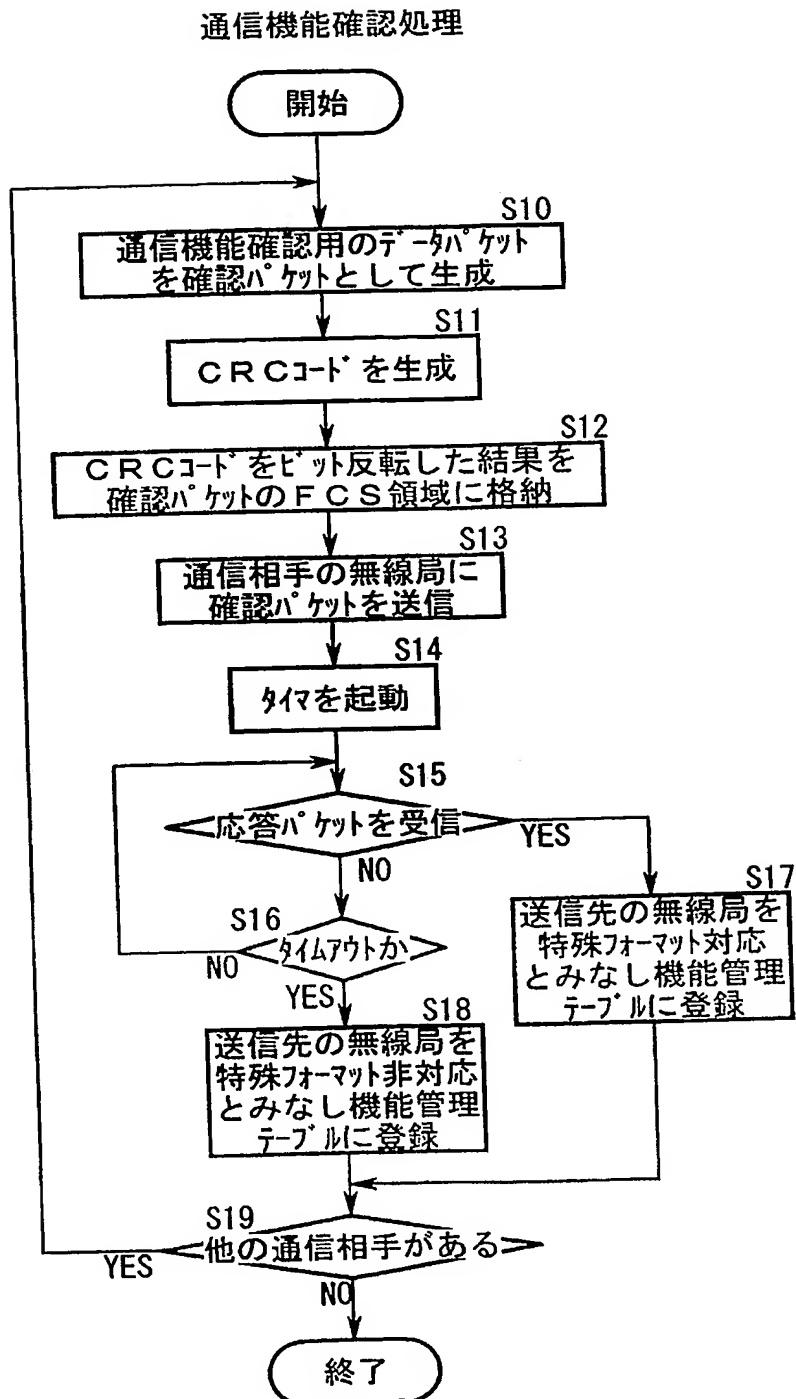 通信機能確認処理
開始
S10
通信機能確認用のデータパケット
を確認パケットとして生成
S11
CRCコードを生成
S12
CRCコードをビット反転した結果を
確認パケットのFCS領域に格納
S13
通信相手の無線局に
確認パケットを送信
S14
タイマを起動
S15
応答パケットを受信
YES
NO
S16
タイムアウトか
NO
YES
S17
送信先の無線局を
特殊フォーマット対応
とみなし機能管理
テーブルに登録
S18
送信先の無線局を
特殊フォーマット非対応
とみなし機能管理
テーブルに登録
S19
他の通信相手がある
YES
NO
終了